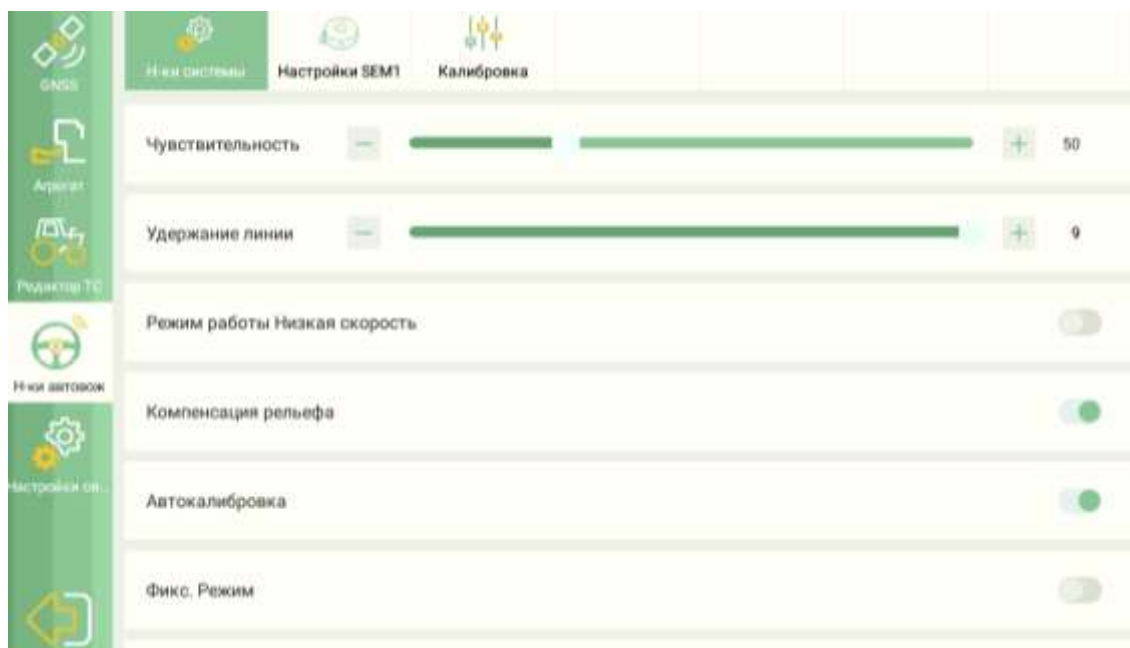 GNSS
Н-ки системы
Настройки SEM1
Калибровка
Чувствительность
50
Агрегат
Удержание линии
9
Редактор ТС
Режим работы Низкая скорость
Н-ки автовож
Компенсация рельефа
Настройки си...
Автокалибровка
Фикс. Режим